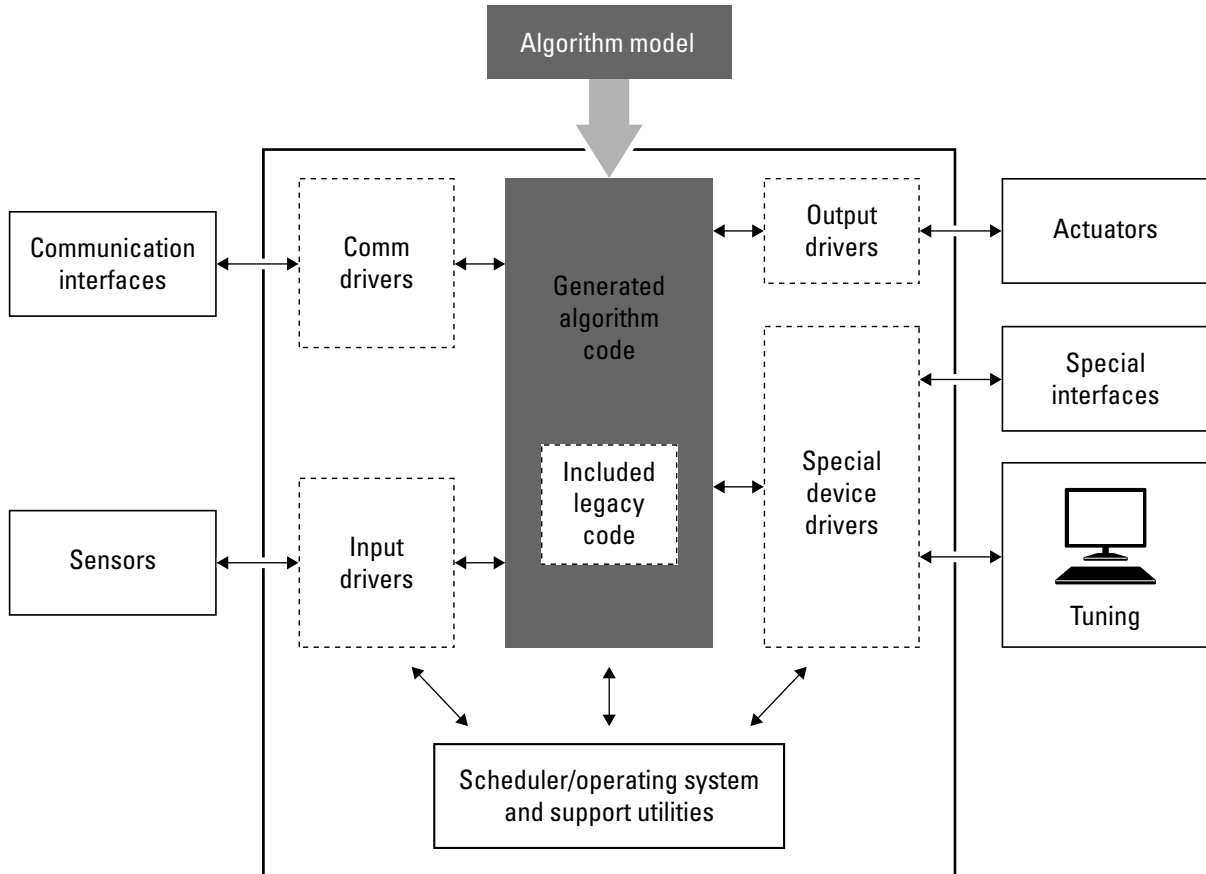 Algorithm model
Communication
interfaces
Comm
drivers
Generated
algorithm
code
Output
drivers
Actuators
Special
interfaces
Sensors
Input
drivers
Included
legacy
code
Special
device
drivers
Tuning
Scheduler/operating system
and support utilities